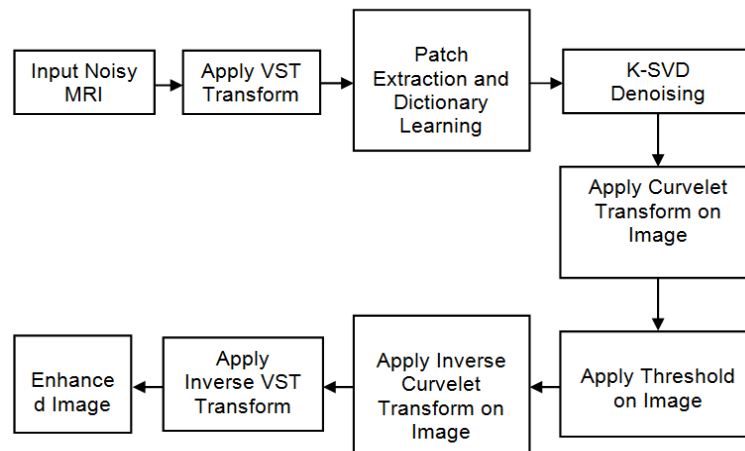 Input Noisy
MRI
Apply VST
Transform
Patch
Extraction and
Dictionary
Learning
K-SVD
Denoising
Apply Curvelet
Transform on
Image
Apply Threshold
on Image
Apply Inverse
Curvelet
Transform on
Image
Apply
Inverse VST
Transform
Enhance
d Image